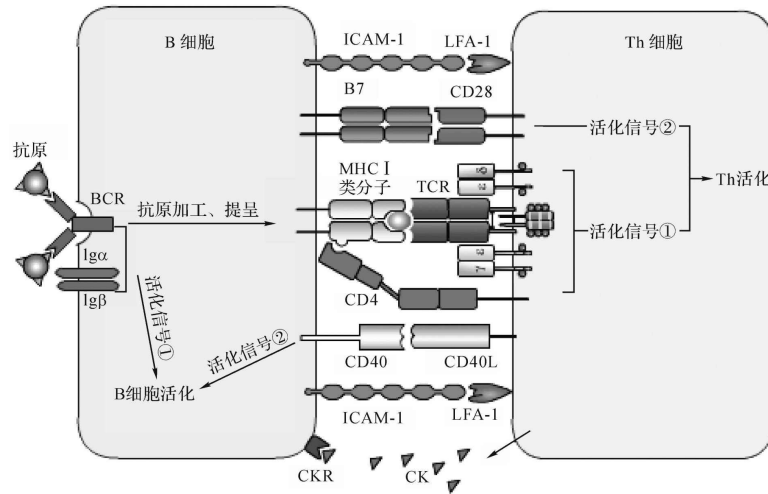 B 细胞
ICAM-1
LFA-1
Th 细胞
B7
CD28
活化信号②
抗原
MHC Ⅰ
类分子
TCR
δ
ε
Th活化
BCR
抗原加工、提呈
活化信号①
Igα
Igβ
ε
γ
CD4
活化信号①
活化信号②
CD40
CD40L
B细胞活化
ICAM-1
LFA-1
CKR
CK